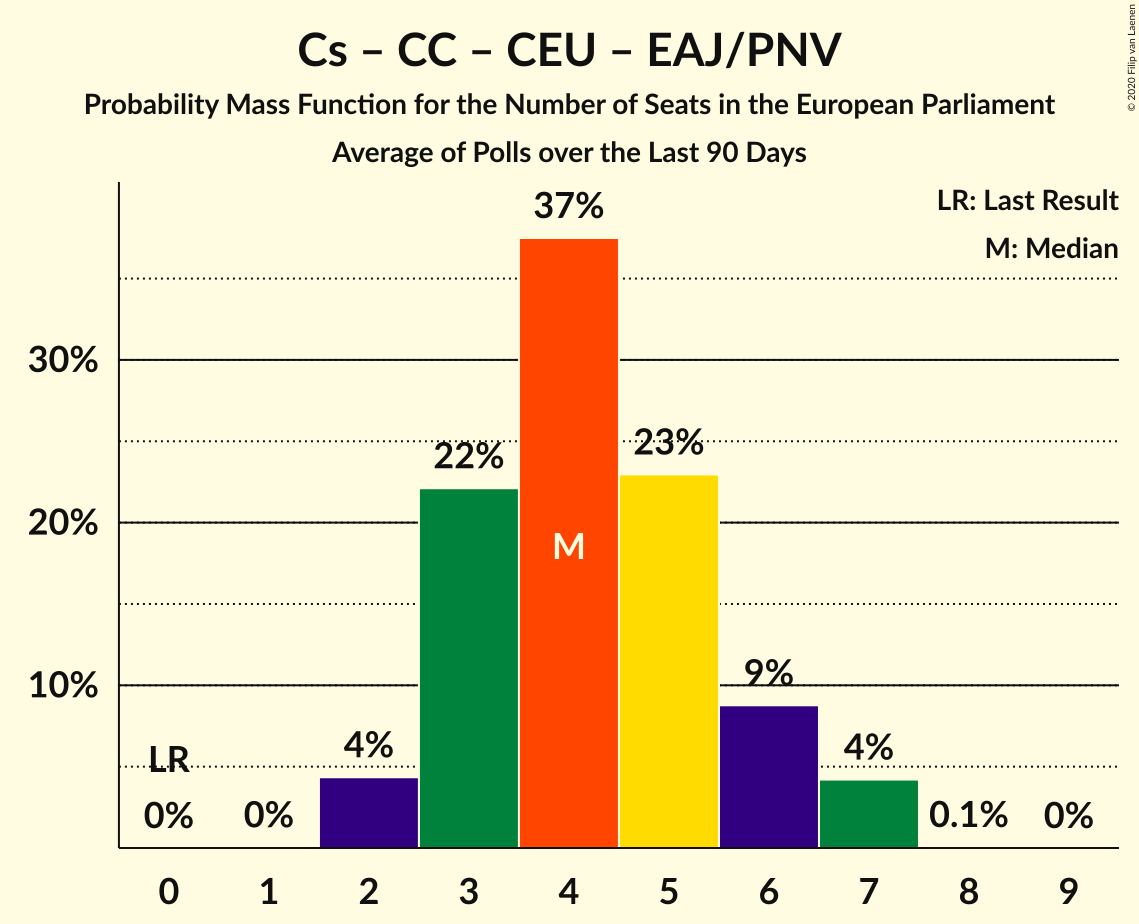 Cs – CC – CEU – EAJ/PNV
Probability Mass Function for the Number of Seats in the European Parliament
Average of Polls over the Last 90 Days
© 2020 Filip van Laenen
LR: Last Result
M: Median
37%
30%
22%
23%
20%
M
10%
9%
LR
4%
4%
0%
0%
0.1%
0%
0 1 2 3 4 5 6 7 8 9